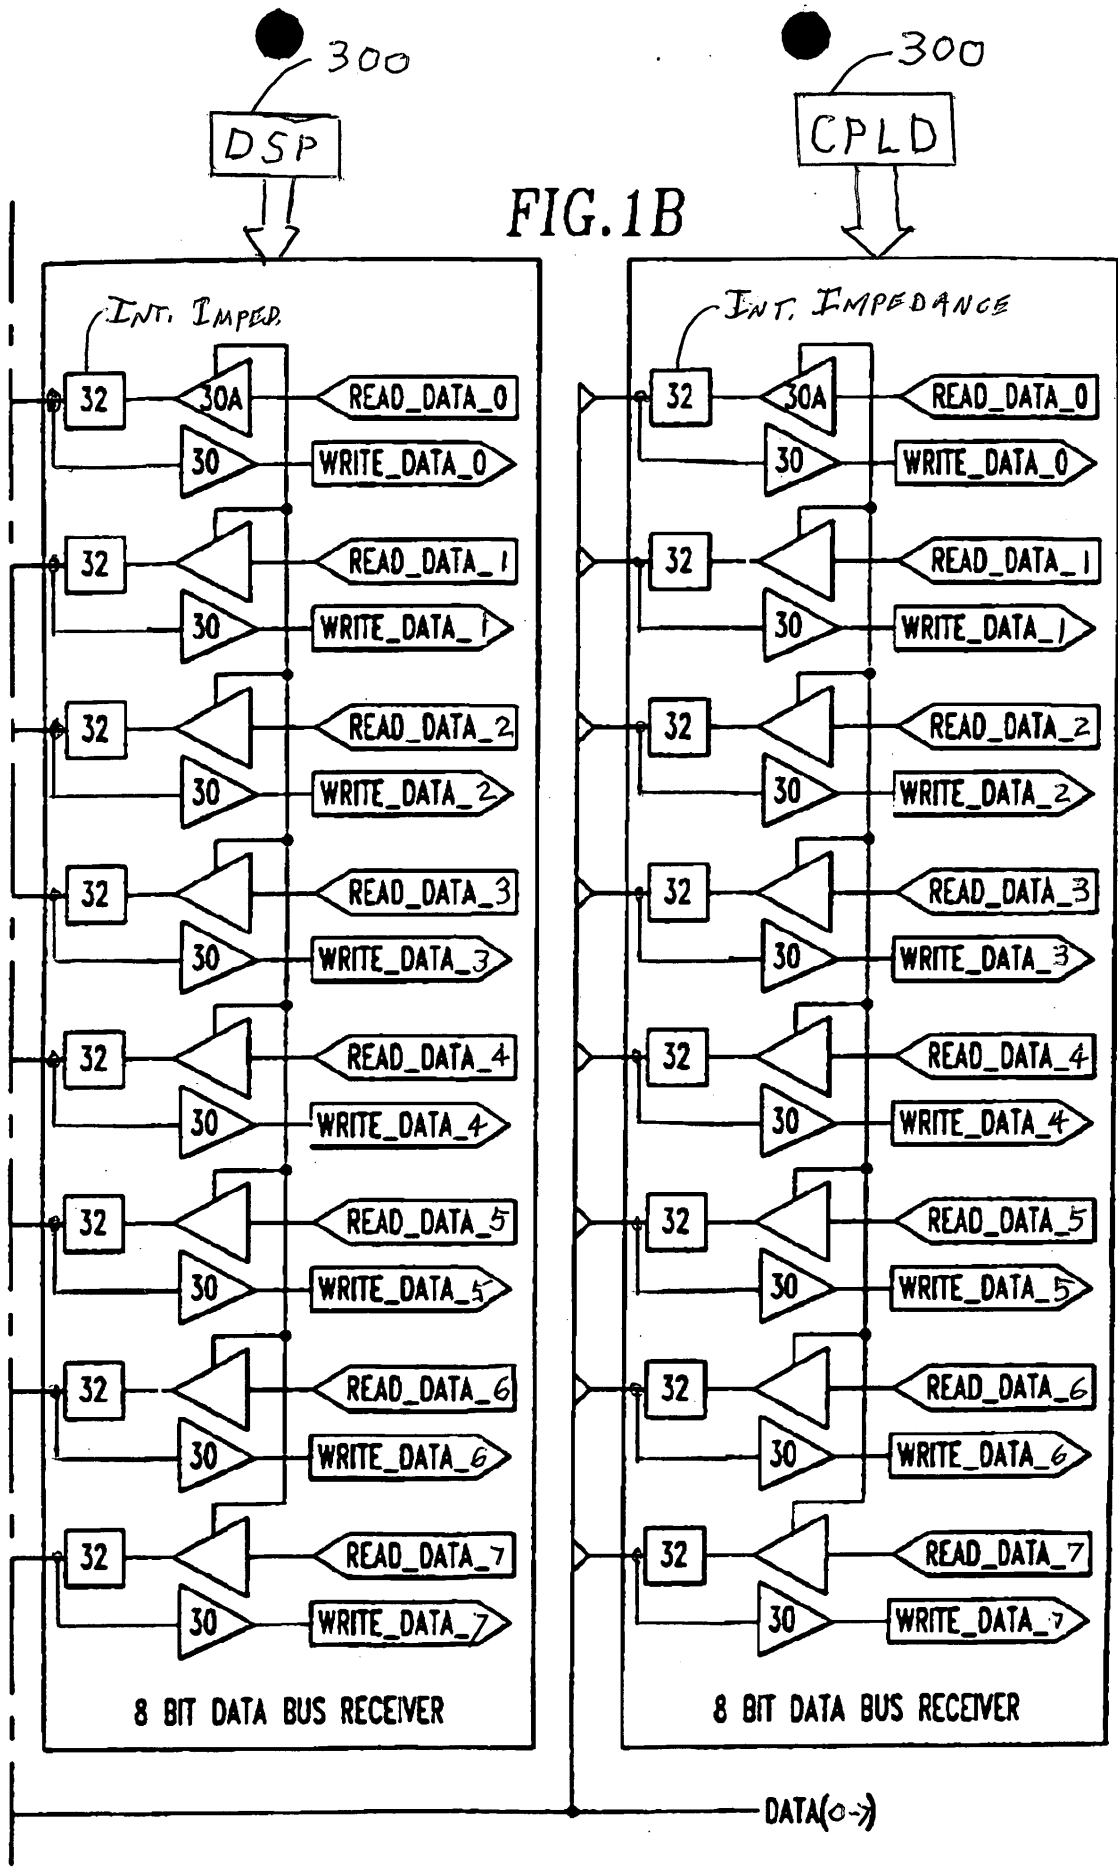 300
300
DSP
CPLD
FIG.1B
INT. IMPED.
32
30A
READ_DATA_0
30
WRITE_DATA_0
32
READ_DATA_1
30
WRITE_DATA_1
32
READ_DATA_2
30
WRITE_DATA_2
32
READ_DATA_3
30
WRITE_DATA_3
32
READ_DATA_4
30
WRITE_DATA_4
32
READ_DATA_5
30
WRITE_DATA_5
32
READ_DATA_6
30
WRITE_DATA_6
32
READ_DATA_7
30
WRITE_DATA_7
8 BIT DATA BUS RECEIVER
INT. IMPEDANCE
32
30A
READ_DATA_0
30
WRITE_DATA_0
32
READ_DATA_1
30
WRITE_DATA_1
32
READ_DATA_2
30
WRITE_DATA_2
32
READ_DATA_3
30
WRITE_DATA_3
32
READ_DATA_4
30
WRITE_DATA_4
32
READ_DATA_5
30
WRITE_DATA_5
32
READ_DATA_6
30
WRITE_DATA_6
32
READ_DATA_7
30
WRITE_DATA_7
8 BIT DATA BUS RECEIVER
DATA(0-7)